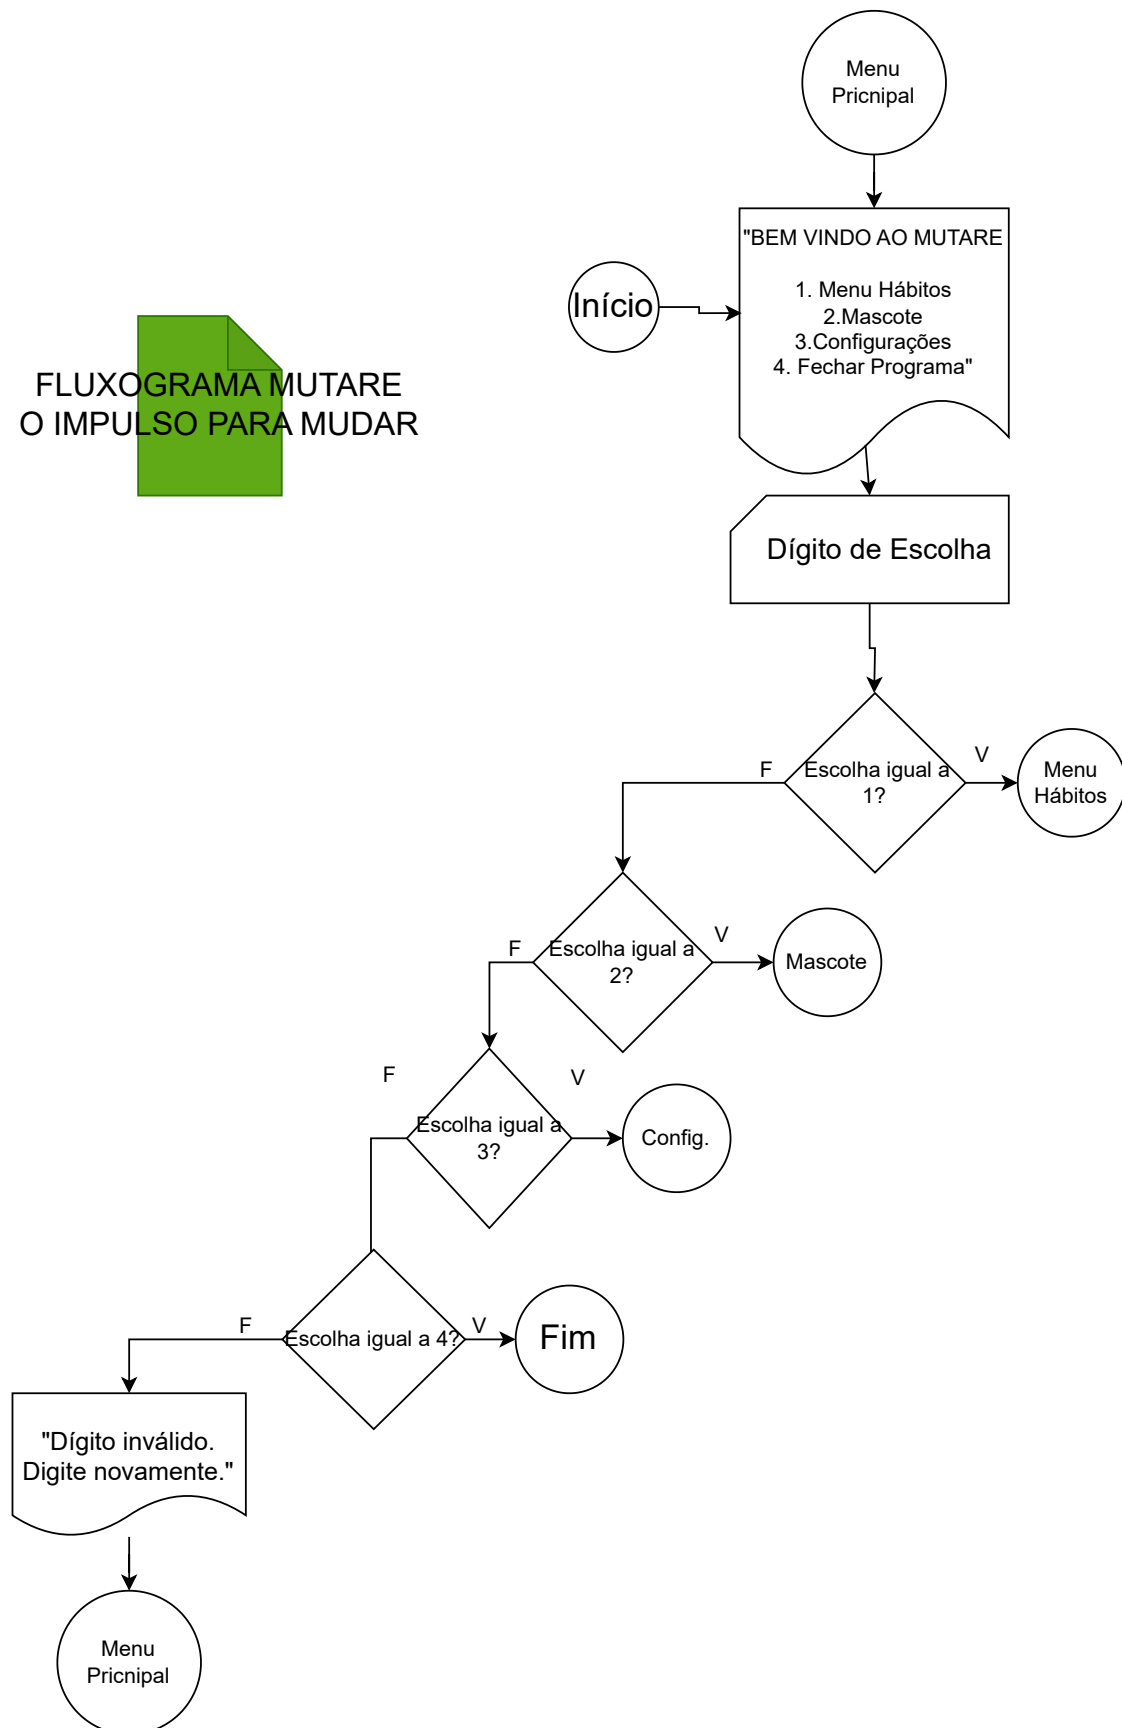 Menu
Pricnipal
"BEM VINDO AO MUTARE
1. Menu Hábitos
2.Mascote
3.Configurações
4. Fechar Programa"
Início
FLUXOGRAMA MUTARE
O IMPULSO PARA MUDAR
Dígito de Escolha
Escolha igual a
1?
F
V
Menu
Hábitos
Escolha igual a
2?
F
V
Mascote
Escolha igual a
3?
F
V
Config.
Escolha igual a 4?
F
V
Fim
"Dígito inválido.
Digite novamente."
Menu
Pricnipal